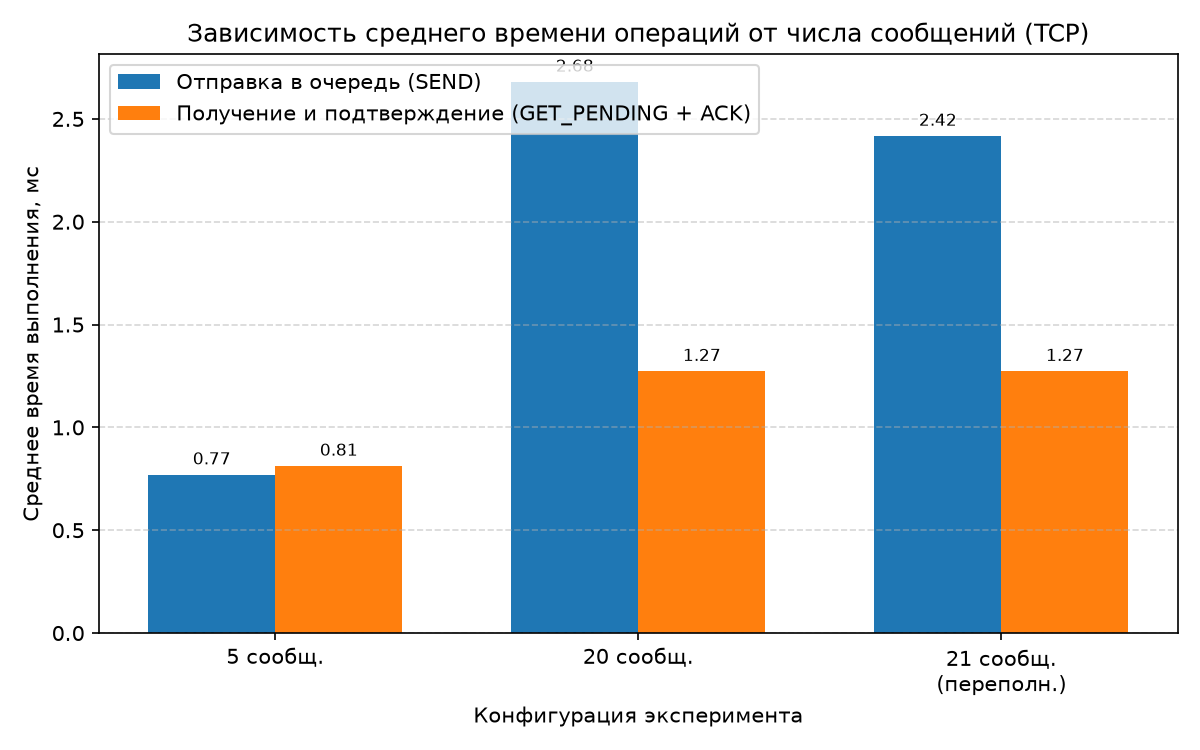 Зависимость среднего времени операций от числа сообщений (TCP)
Отправка в очередь (SEND)
Получение и подтверждение (GET_PENDING + ACK)
Среднее время выполнения, мс
2.5
2.0
1.5
1.0
0.5
0.0
0.77
0.81
2.68
1.27
2.42
1.27
5 сообщ.
20 сообщ.
21 сообщ.
(переполн.)
Конфигурация эксперимента